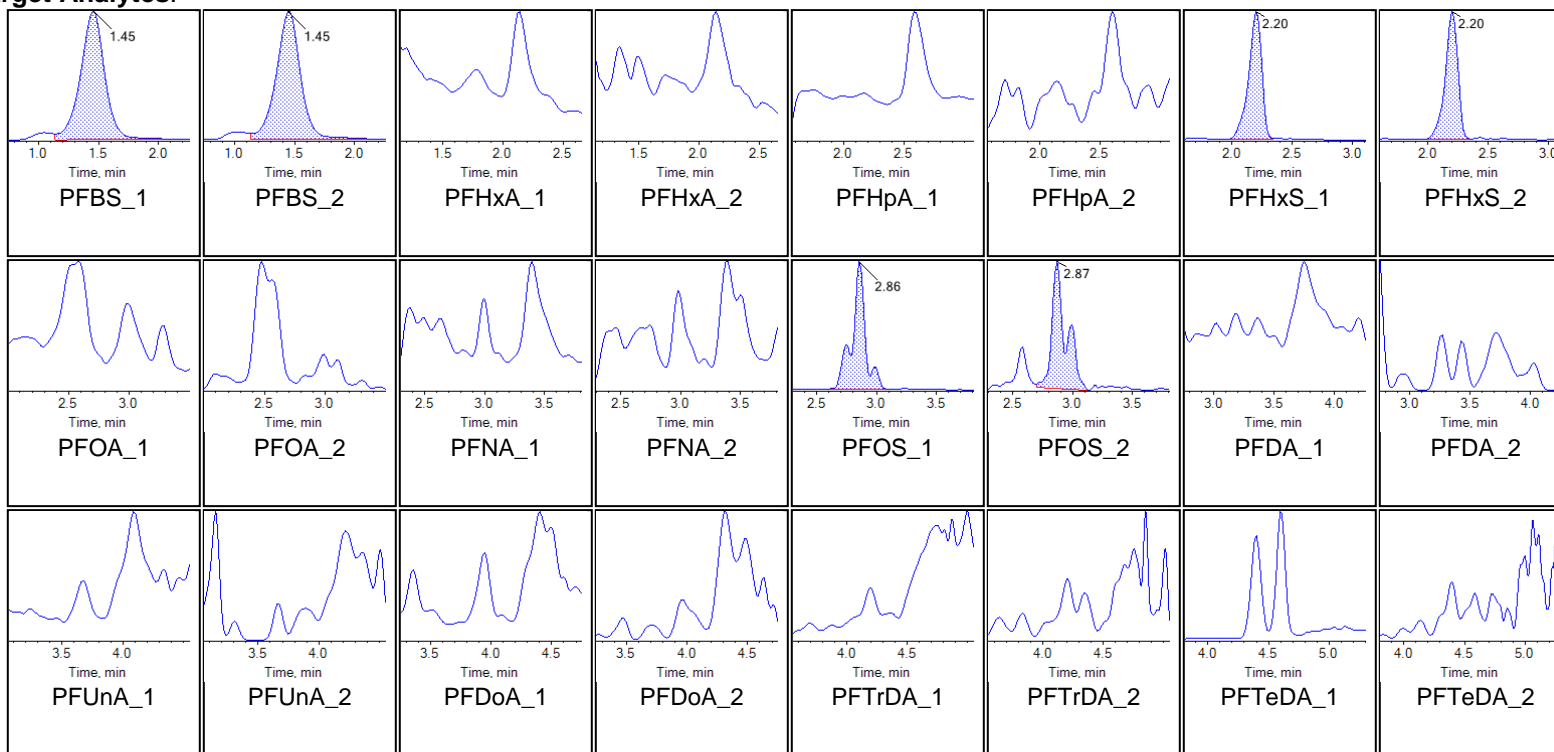 rget Analytes:
1.45 1.45 2.20 2.20
1.0 1.5 2.0 1.0 1.5 2.0 1.5 2.0 2.5 1.5 2.0 2.5 2.0 2.5 3.0 2.0 2.5 3.0 2.0 2.5 3.0 2.0 2.5 3.0
Time, min Time, min Time, min Time, min Time, min Time, min Time, min Time, min
PFBS_1 PFBS_2 PFHxA_1 PFHxA_2 PFHpA_1 PFHpA_2 PFHxS_1 PFHxS_2
2.86 2.87
2.5 3.0 2.5 3.0 2.5 3.0 3.5 2.5 3.0 3.5 2.5 3.0 3.5 2.5 3.0 3.5 3.0 3.5 4.0 3.0 3.5 4.0
Time, min Time, min Time, min Time, min Time, min Time, min Time, min Time, min
PFOA_1 PFOA_2 PFNA_1 PFNA_2 PFOS_1 PFOS_2 PFDA_1 PFDA_2
3.5 4.0 3.5 4.0 3.5 4.0 4.5 3.5 4.0 4.5 4.0 4.5 4.0 4.5 4.0 4.5 5.0 4.0 4.5 5.0
Time, min Time, min Time, min Time, min Time, min Time, min Time, min Time, min
PFUnA_1 PFUnA_2 PFDoA_1 PFDoA_2 PFTrDA_1 PFTrDA_2 PFTeDA_1 PFTeDA_2